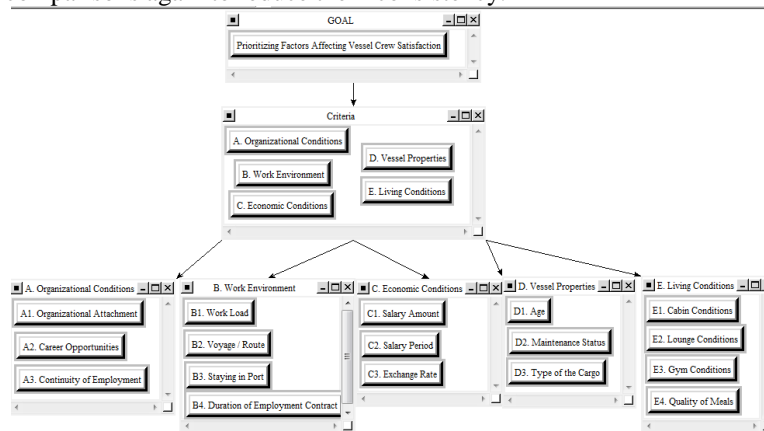 GOAL
Prioritizing Factors Affecting Vessel Crew Satisfaction
Criteria
A. Organizational Conditions
D. Vessel Properties
B. Work Environment
E. Living Conditions
C. Economic Conditions
A. Organizational Conditions
A1. Organizational Attachment
A2. Career Opportunities
A3. Continuity of Employment
B. Work Environment
B1. Work Load
B2. Voyage / Route
B3. Staying in Port
B4. Duration of Employment Contract
C. Economic Conditions
C1. Salary Amount
C2. Salary Period
C3. Exchange Rate
D. Vessel Properties
D1. Age
D2. Maintenance Status
D3. Type of the Cargo
E. Living Conditions
E1. Cabin Conditions
E2. Lounge Conditions
E3. Gym Conditions
E4. Quality of Meals